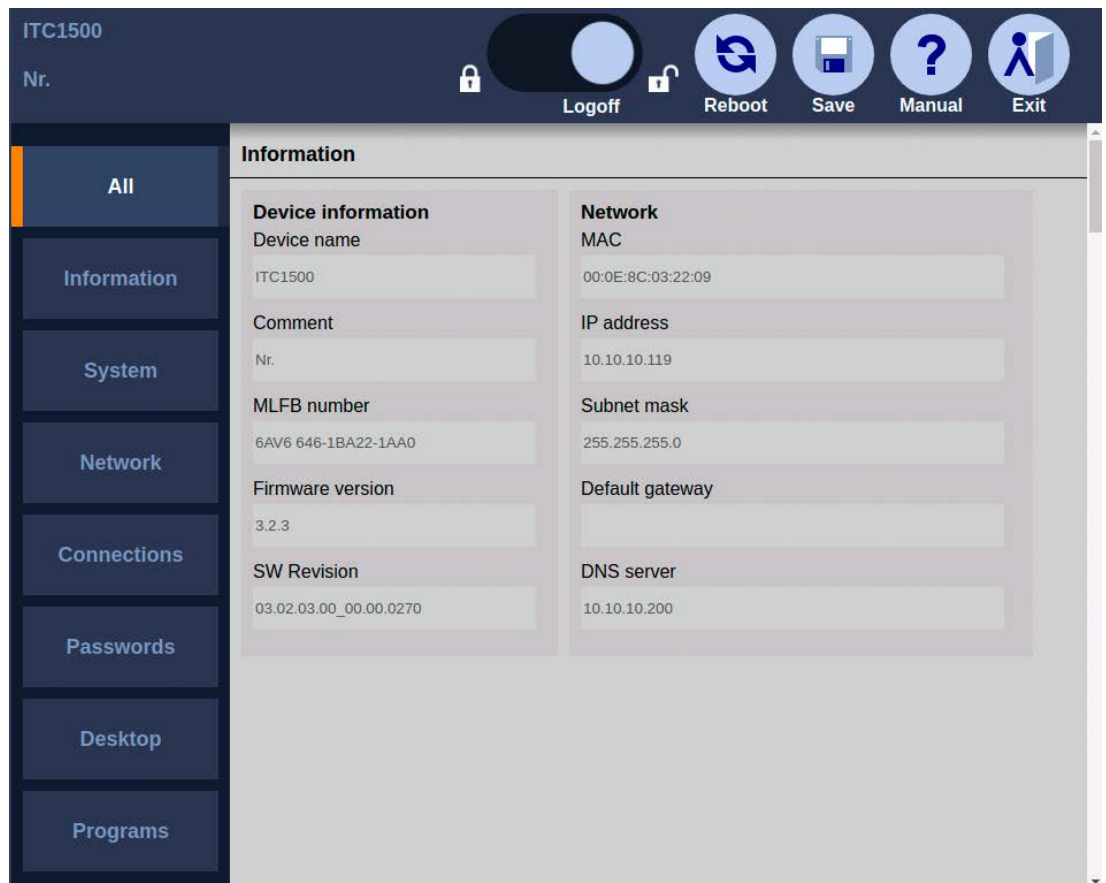 ITC1500
Nr.
Logoff
Reboot
Save
Manual
Exit
All
Information
System
Network
Connections
Passwords
Desktop
Programs
Information
Device information
Device name
ITC1500
Comment
Nr.
MLFB number
6AV6 646-1BA22-1AA0
Firmware version
3.2.3
SW Revision
03.02.03.00_00.00.0270
Network
MAC
00:0E:8C:03:22:09
IP address
10.10.10.119
Subnet mask
255.255.255.0
Default gateway
DNS server
10.10.10.200